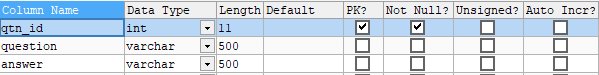 Column Name Data Type Length Default PK? Not Null? Unsigned? Auto Incr?
qtn_id int 11
question varchar 500
answer varchar 500